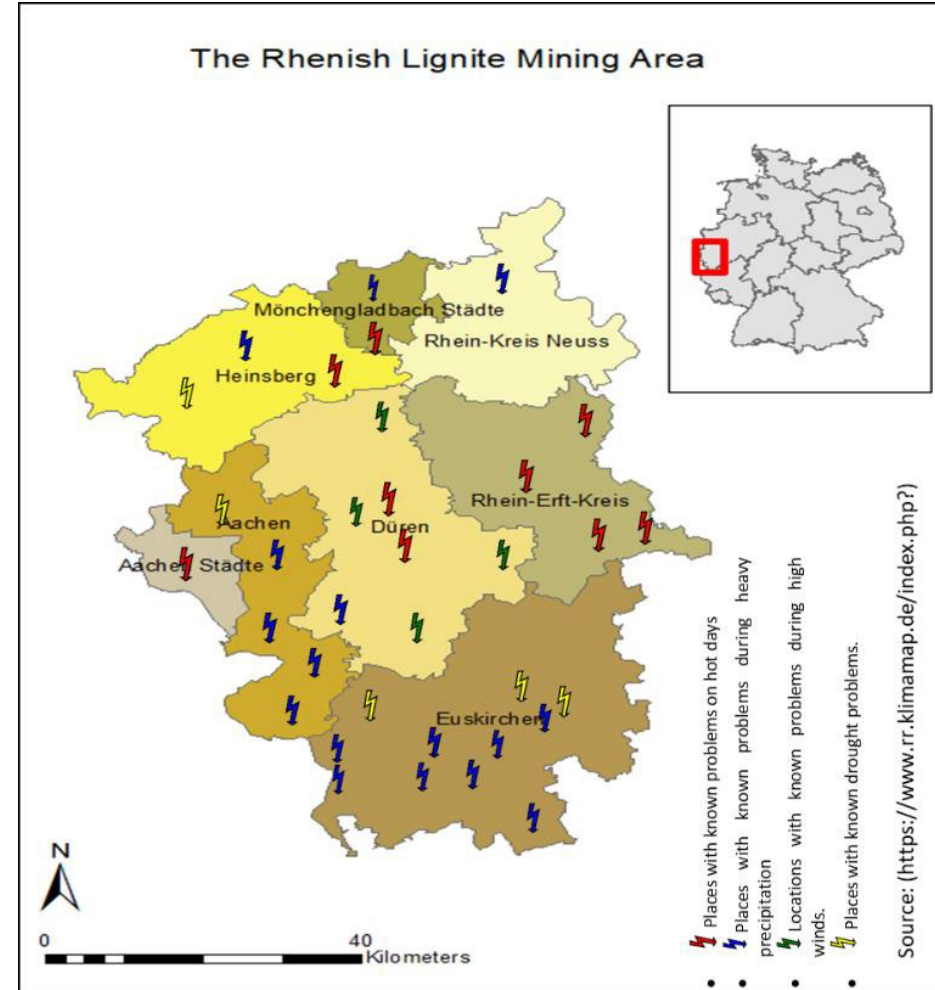 The Rhenish Lignite Mining Area
Mönchengladbach Städte
Rhein-Kreis Neuss
Heinsberg
Rhein-Erft-Kreis
Aachen
Düren
Aachen Städte
Euskirchen
N
0
40
Kilometers
• Places with known problems on hot days
• Places with known problems during heavy
precipitation
• Locations with known problems during high
winds.
• Places with known drought problems.
Source: (https://www.rr.klimamap.de/index.php?)